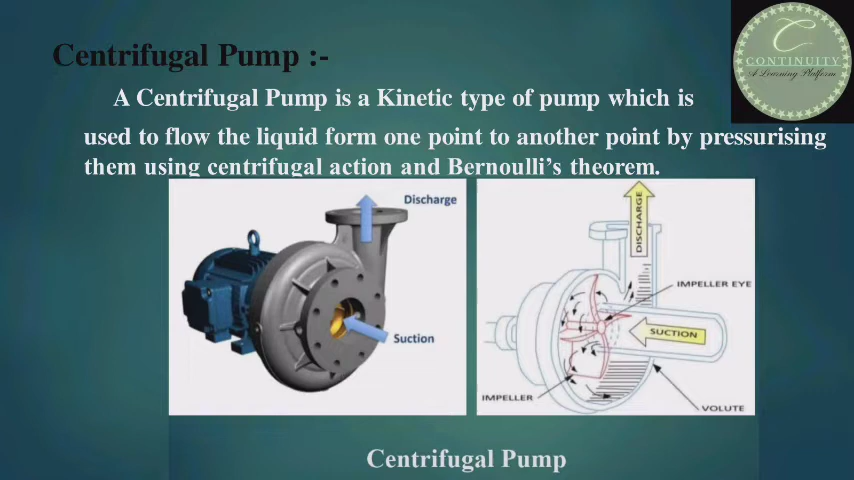 Centrifugal Pump :-
A Centrifugal Pump is a Kinetic type of pump which is
used to flow the liquid form one point to another point by pressurising
them using centrifugal action and Bernoulli's theorem.
C
CONTINUITY
A Learning Platform
Discharge
Suction
DISCHARGE
IMPELLER EYE
SUCTION
IMPELLER
VOLUTE
Centrifugal Pump